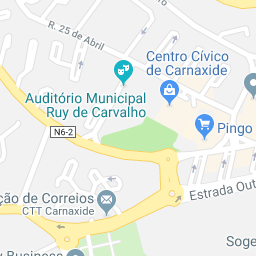 R. 25 de Abril
Centro Cívico
de Carnaxide
Auditório Municipal
Ruy de Carvalho
N6-2
Pingo
ção de Correios
CTT Carnaxide
Estrada Out
Soge
y Business